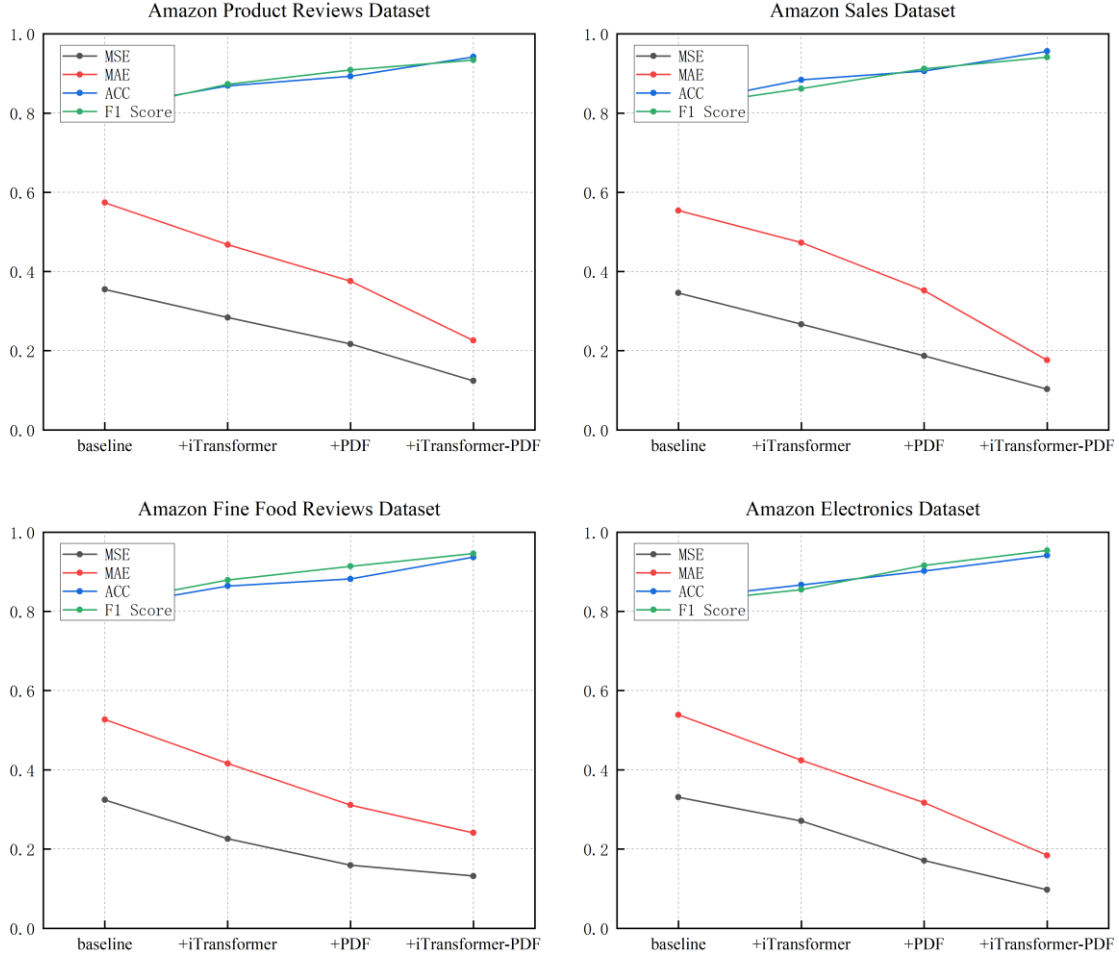 Amazon Product Reviews Dataset
1.0
0.8
0.6
0.4
0.2
0.0
MSE
MAE
ACC
F1 Score
baseline
+iTransformer
+PDF
+iTransformer-PDF
Amazon Sales Dataset
1.0
0.8
0.6
0.4
0.2
0.0
MSE
MAE
ACC
F1 Score
baseline
+iTransformer
+PDF
+iTransformer-PDF
Amazon Fine Food Reviews Dataset
1.0
0.8
0.6
0.4
0.2
0.0
MSE
MAE
ACC
F1 Score
baseline
+iTransformer
+PDF
+iTransformer-PDF
Amazon Electronics Dataset
1.0
0.8
0.6
0.4
0.2
0.0
MSE
MAE
ACC
F1 Score
baseline
+iTransformer
+PDF
+iTransformer-PDF